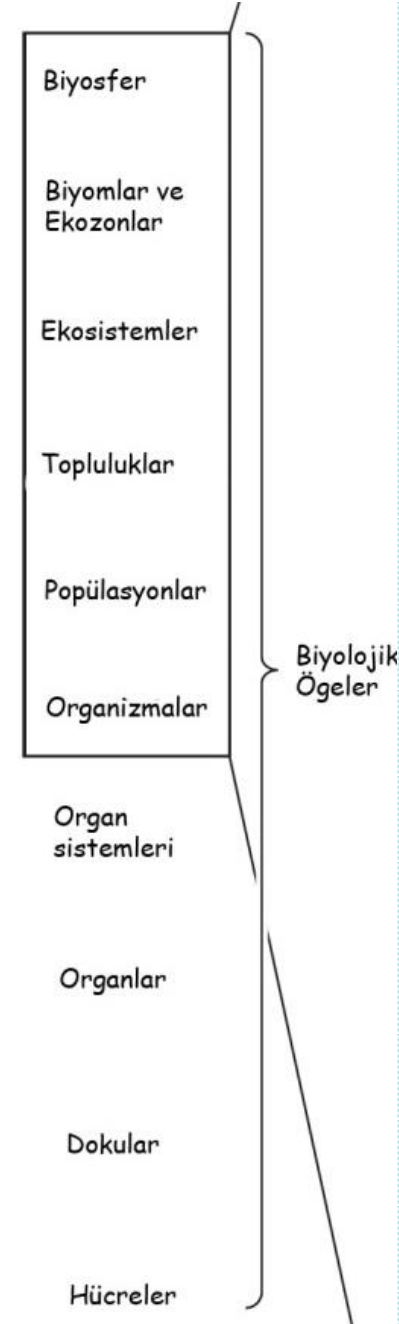 Biyosfer
Biyomlar ve
Ekozonlar
Ekosistemler
Topluluklar
Popülasyonlar
Organizmalar
Biyolojik
Ögeler
Organ
sistemleri
Organlar
Dokular
Hücreler